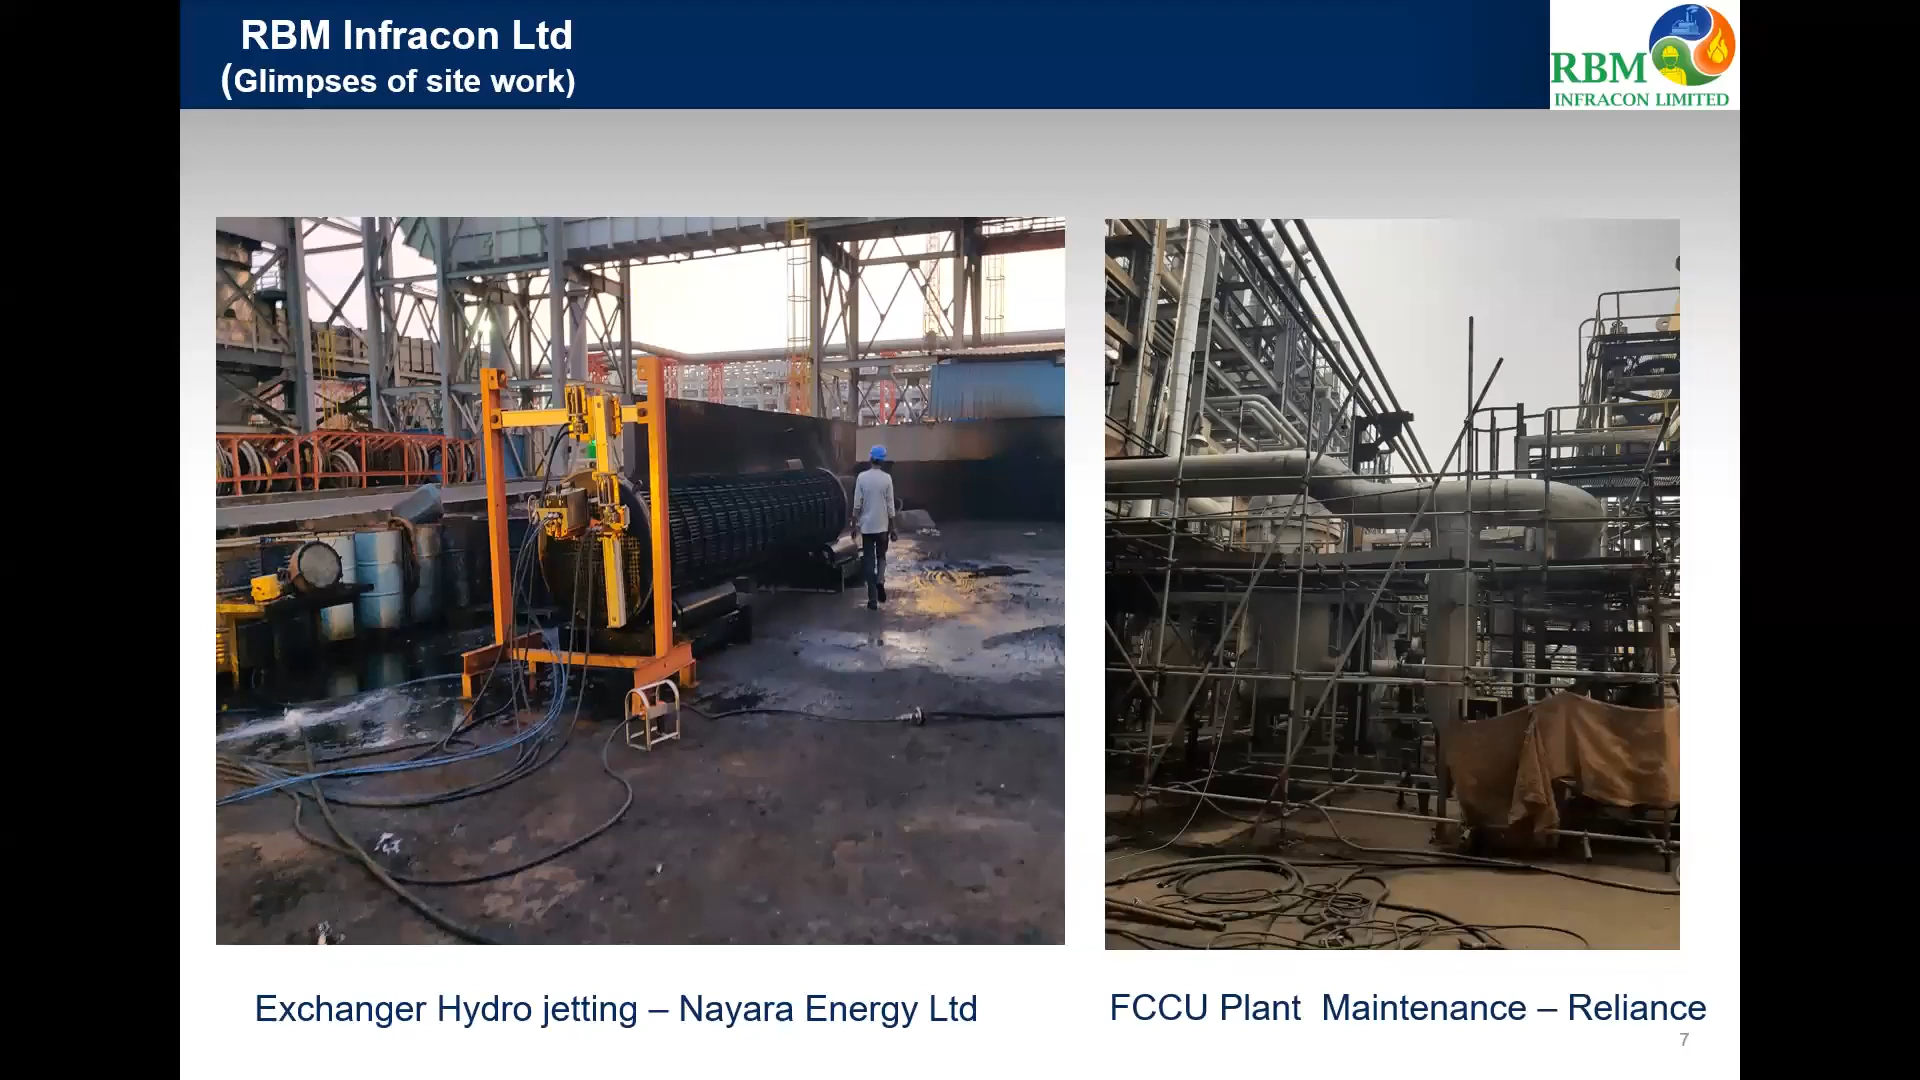 RBM Infracon Ltd
(Glimpses of site work)
RBM
INFRACON LIMITED
Exchanger Hydro jetting – Nayara Energy Ltd
FCCU Plant Maintenance – Reliance
7